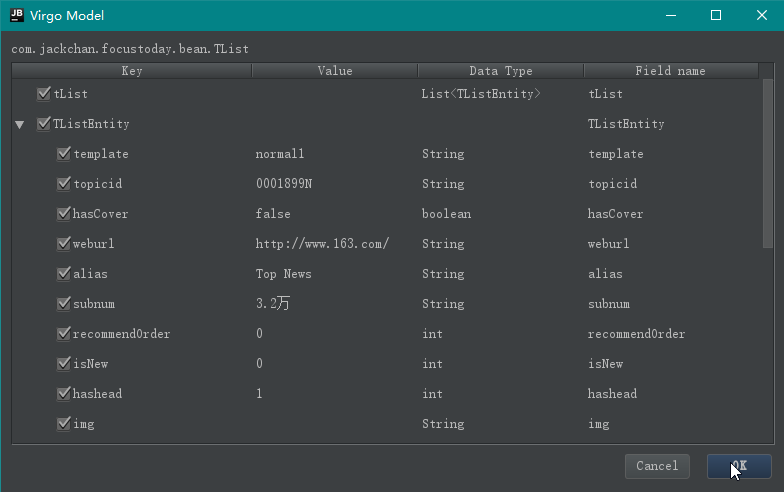 JB Virgo Model
com.jackchan.focustoday.bean.TList
Key Value Data Type Field name
tList List<TListEntity> tList
TListEntity TListEntity
template normal1 String template
topicid 0001899N String topicid
hasCover false boolean hasCover
weburl http://www.163.com/ String weburl
alias Top News String alias
subnum 3.2万 String subnum
recommendOrder 0 int recommendOrder
isNew 0 int isNew
hashead 1 int hashead
img String img
Cancel OK